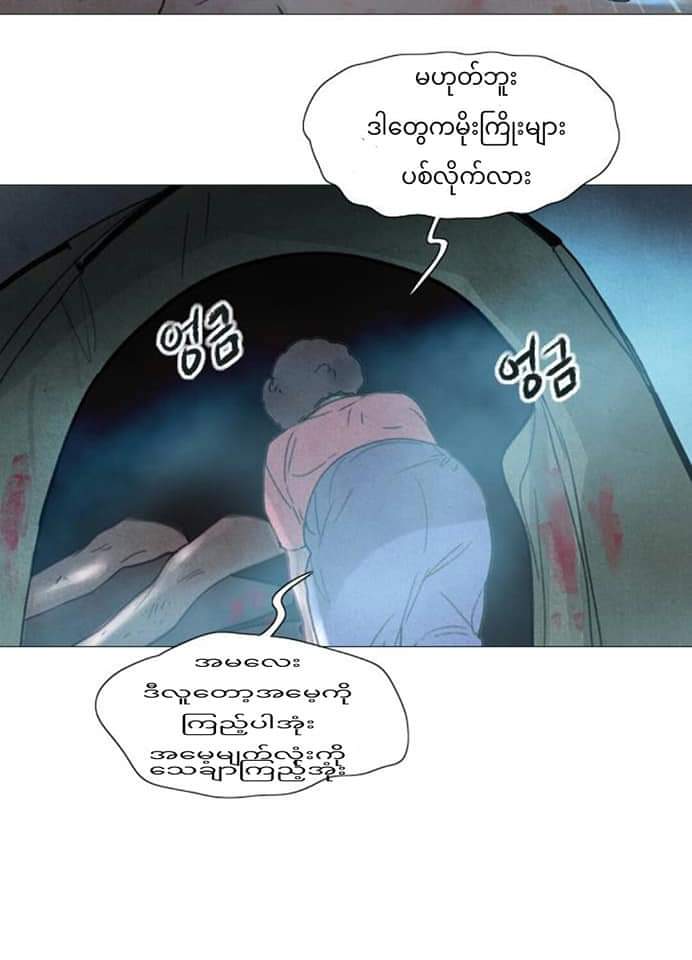 မဟုတ်ဘူး
ဒါတွေကမိုးကြိုးများ
ပစ်လိုက်လား
엉금
엉금
အမလေး
ဒီလူတော့အမေ့ကို
ကြည့်ပါအုံး
အမေ့မျက်လုံးကို
သေချာကြည့်အုံး